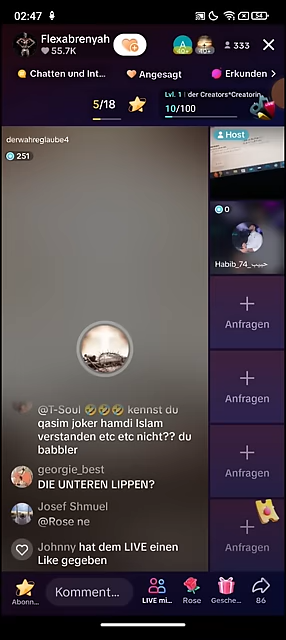 02:47
54
Flexabrenyah
55.7K
A
40+
40+
333
Chatten und Int...
Angesagt
Erkunden
5/18
Lvl. 1 | der Creators*Creatorin
10/100
derwahreglaube4
251
Host
0
Habib_74_حبيب
Anfragen
Anfragen
Anfragen
Anfragen
@T-Soul 🤣🤣🤣 kennst du
qasim joker hamdi Islam
verstanden etc etc nicht?? du
babbler
georgie_best
DIE UNTEREN LIPPEN?
Josef Shmuel
@Rose ne
Johnny hat dem LIVE einen
Like gegeben
Abonn...
Komment...
LIVE mi...
Rose
Gesche...
86